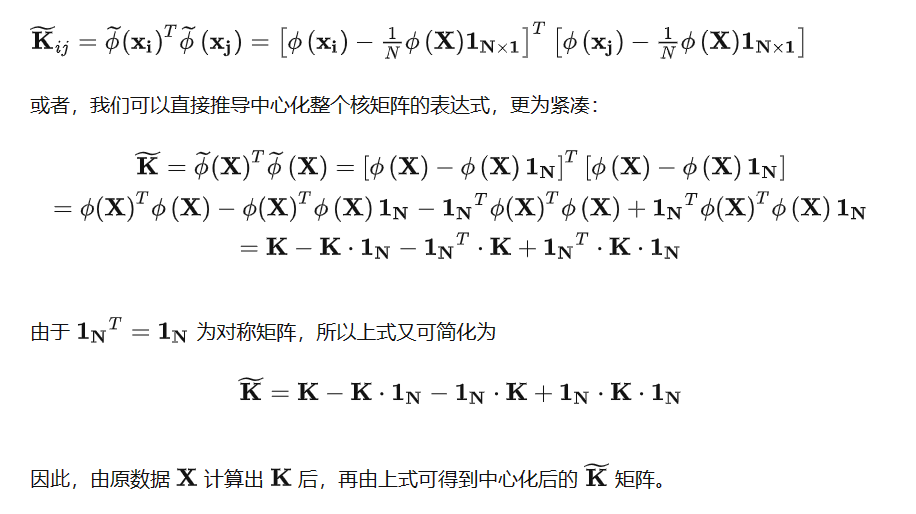 $\widetilde{\mathbf{K}}_{ij} = \widetilde{\phi}(\mathbf{x_i})^T \widetilde{\phi}(\mathbf{x_j}) = \left[\phi(\mathbf{x_i}) - \frac{1}{N}\phi(\mathbf{X})\mathbf{1_{N\times 1}}\right]^T \left[\phi(\mathbf{x_j}) - \frac{1}{N}\phi(\mathbf{X})\mathbf{1_{N\times 1}}\right]$
或者，我们可以直接推导中心化整个核矩阵的表达式，更为紧凑：
$\widetilde{\mathbf{K}} = \widetilde{\phi}(\mathbf{X})^T \widetilde{\phi}(\mathbf{X}) = [\phi(\mathbf{X}) - \phi(\mathbf{X})\mathbf{1_N}]^T [\phi(\mathbf{X}) - \phi(\mathbf{X})\mathbf{1_N}]$
$= \phi(\mathbf{X})^T \phi(\mathbf{X}) - \phi(\mathbf{X})^T \phi(\mathbf{X})\mathbf{1_N} - \mathbf{1_N}^T \phi(\mathbf{X})^T \phi(\mathbf{X}) + \mathbf{1_N}^T \phi(\mathbf{X})^T \phi(\mathbf{X})\mathbf{1_N}$
$= \mathbf{K} - \mathbf{K} \cdot \mathbf{1_N} - \mathbf{1_N}^T \cdot \mathbf{K} + \mathbf{1_N}^T \cdot \mathbf{K} \cdot \mathbf{1_N}$
由于 $\mathbf{1_N}^T = \mathbf{1_N}$ 为对称矩阵，所以上式又可简化为
$\widetilde{\mathbf{K}} = \mathbf{K} - \mathbf{K} \cdot \mathbf{1_N} - \mathbf{1_N} \cdot \mathbf{K} + \mathbf{1_N} \cdot \mathbf{K} \cdot \mathbf{1_N}$
因此，由原数据 $\mathbf{X}$ 计算出 $\mathbf{K}$ 后，再由上式可得到中心化后的 $\widetilde{\mathbf{K}}$ 矩阵。